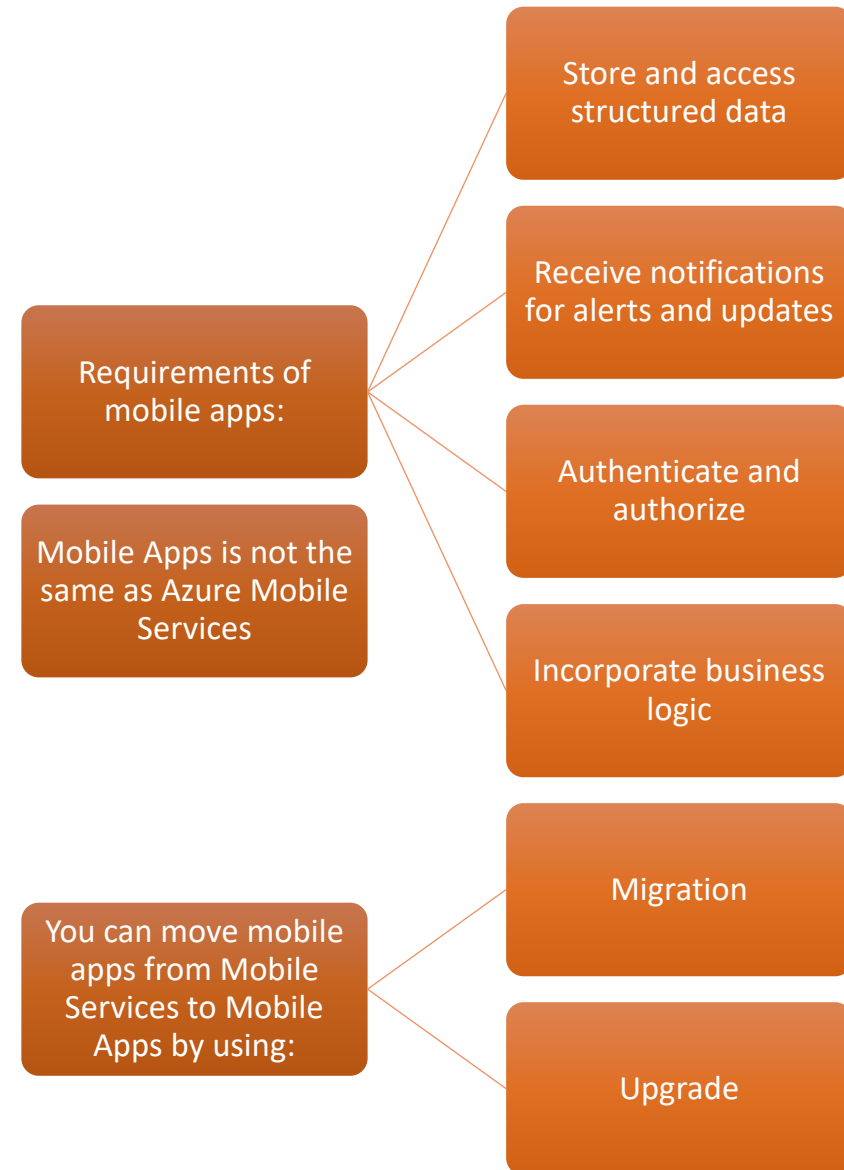 Requirements of
mobile apps:
Store and access
structured data
Receive notifications
for alerts and updates
Authenticate and
authorize
Incorporate business
logic
Mobile Apps is not the
same as Azure Mobile
Services
You can move mobile
apps from Mobile
Services to Mobile
Apps by using:
Migration
Upgrade